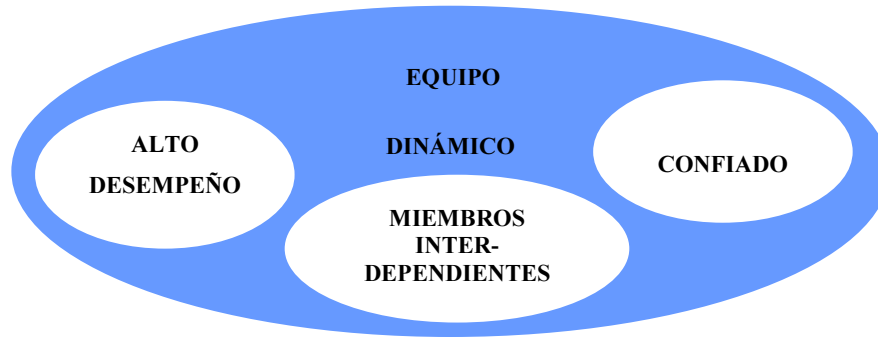 EQUIPO
DINÁMICO
ALTO
DESEMPEÑO
MIEMBROS
INTER-
DEPENDIENTES
CONFIADO